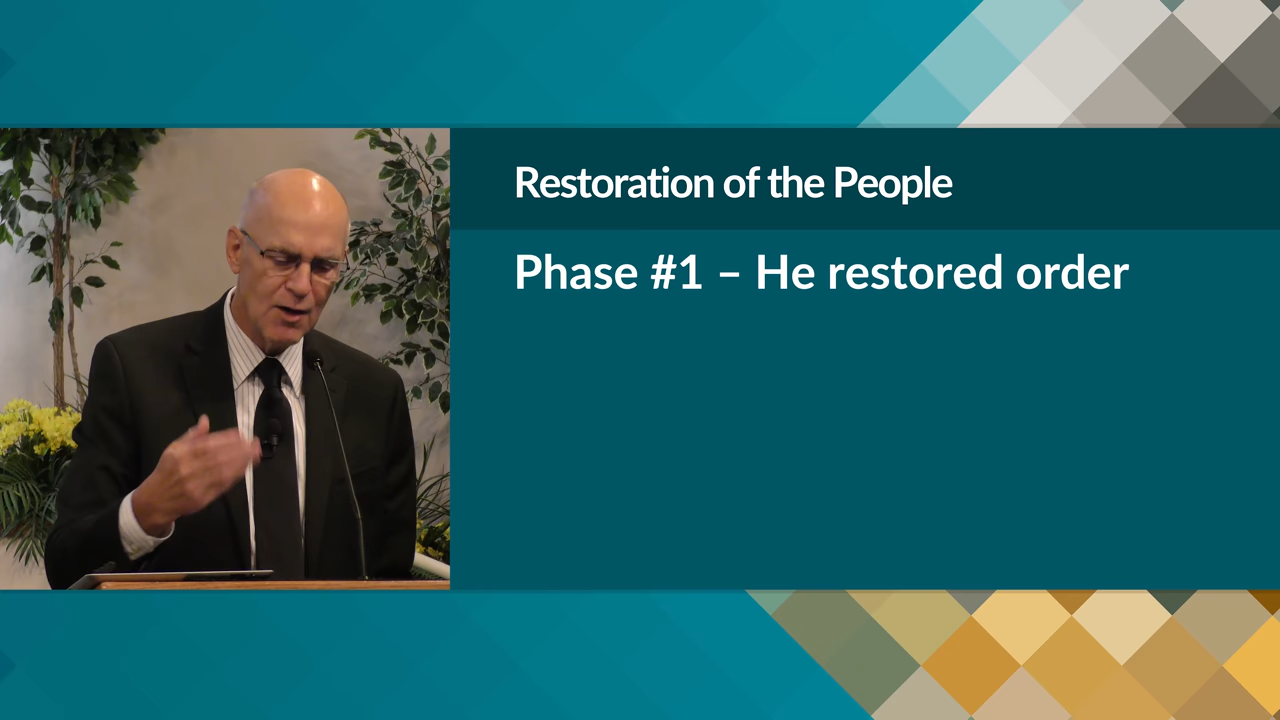 Restoration of the People
Phase #1 – He restored order